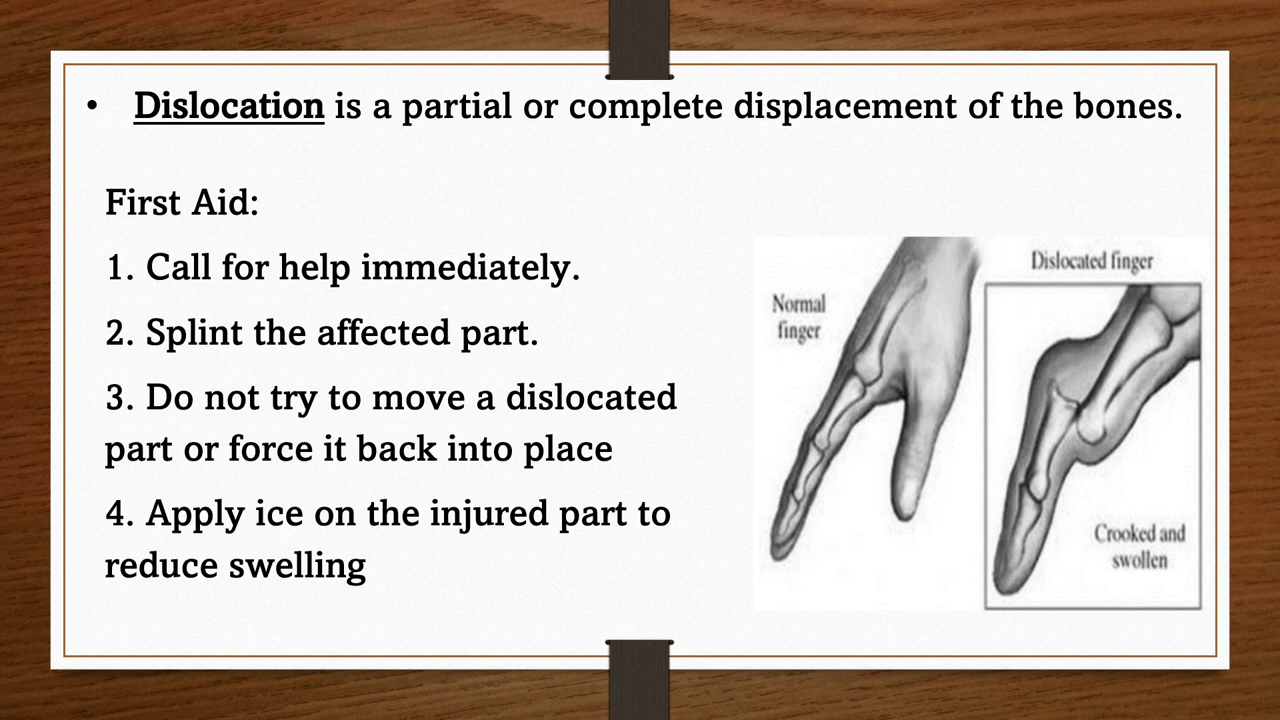 • Dislocation is a partial or complete displacement of the bones.
First Aid:
1. Call for help immediately.
2. Splint the affected part.
3. Do not try to move a dislocated
part or force it back into place
4. Apply ice on the injured part to
reduce swelling
Normal
finger
Dislocated finger
Crooked and
swollen